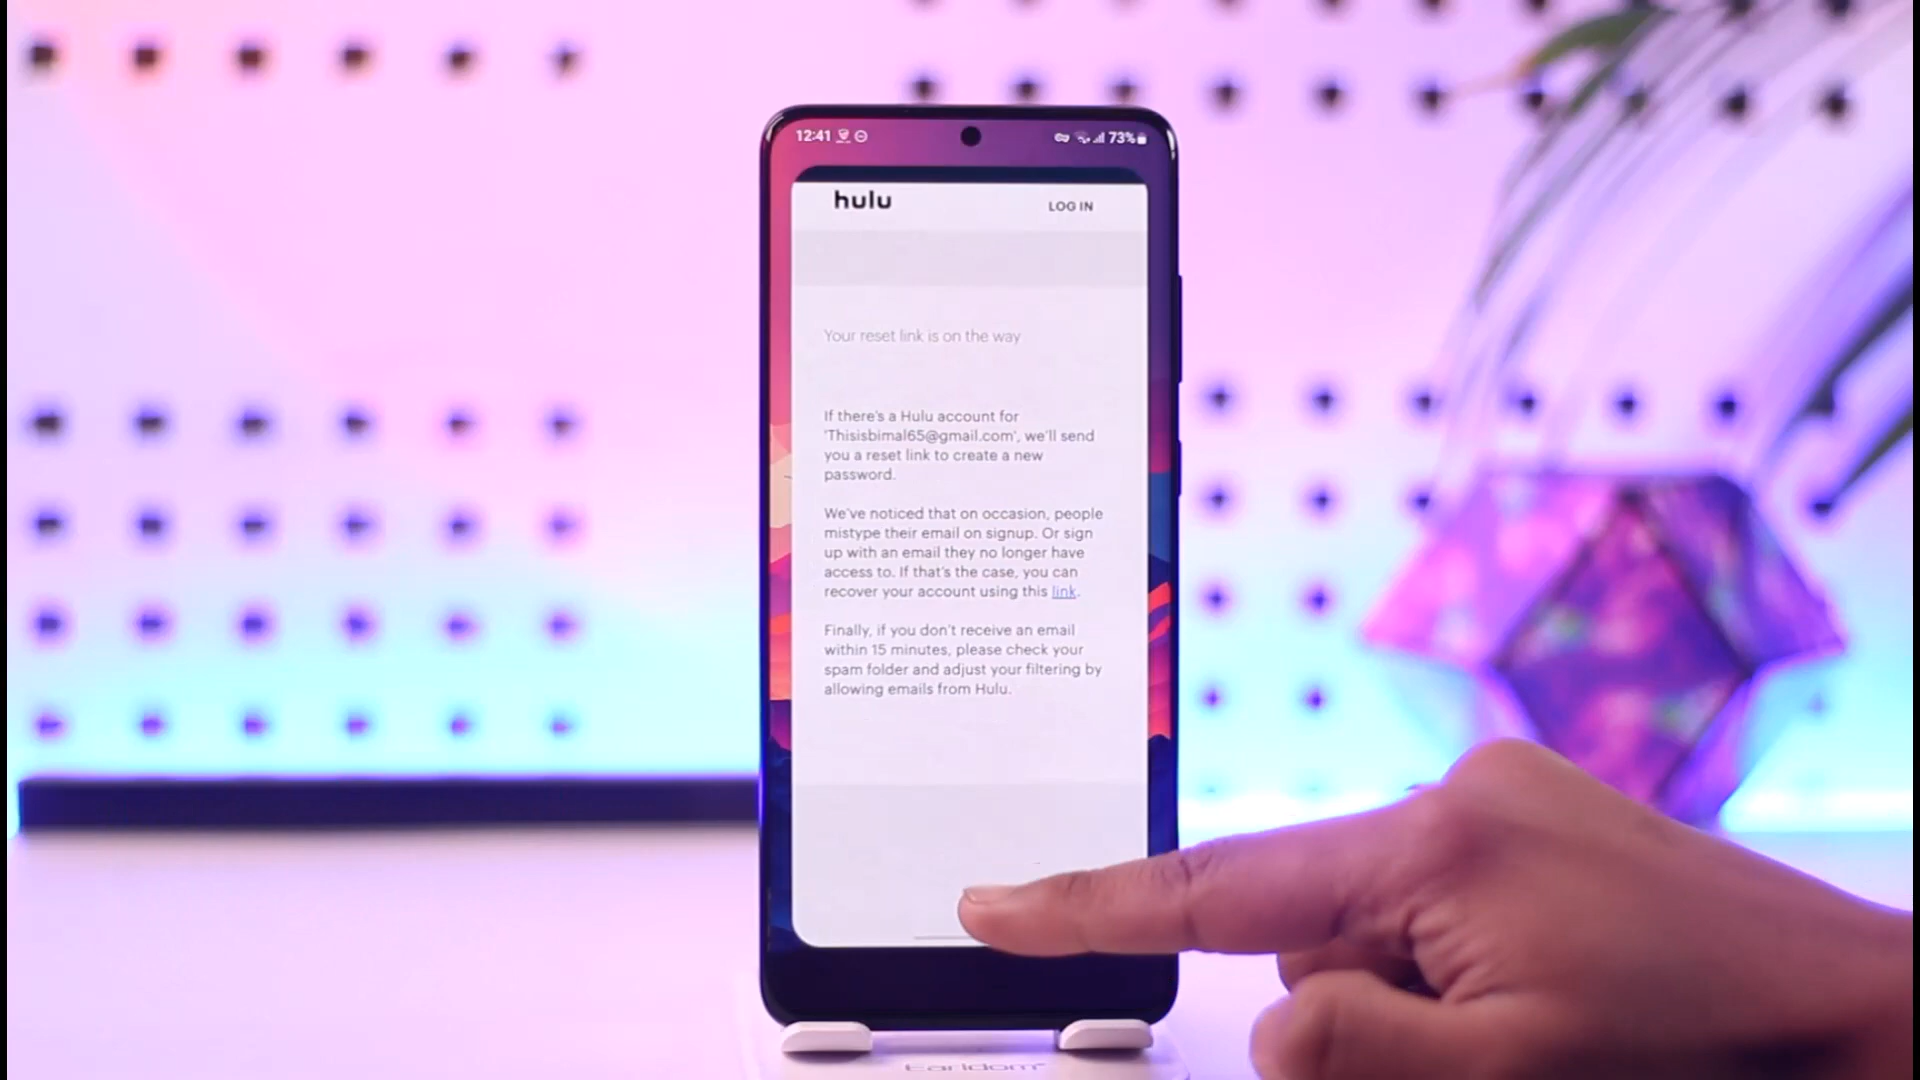 12:41
73%
hulu
LOG IN
Your reset link is on the way
If there's a Hulu account for
'Thisisbimal65@gmail.com', we'll send
you a reset link to create a new
password.
We've noticed that on occasion, people
mistype their email on signup. Or sign
up with an email they no longer have
access to. If that's the case, you can
recover your account using this link.
Finally, if you don't receive an email
within 15 minutes, please check your
spam folder and adjust your filtering by
allowing emails from Hulu.